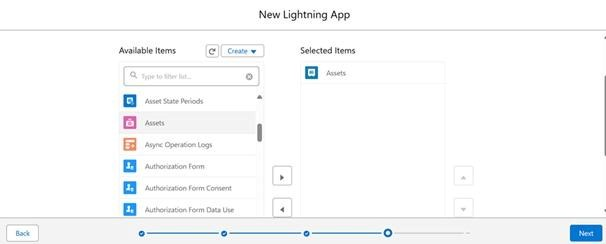 New Lightning App
Available Items
Create
Selected Items
Type to filter list...
Assets
Asset State Periods
Assets
Async Operation Logs
Authorization Form
Authorization Form Consent
Authorization Form Data Use
Back
Next